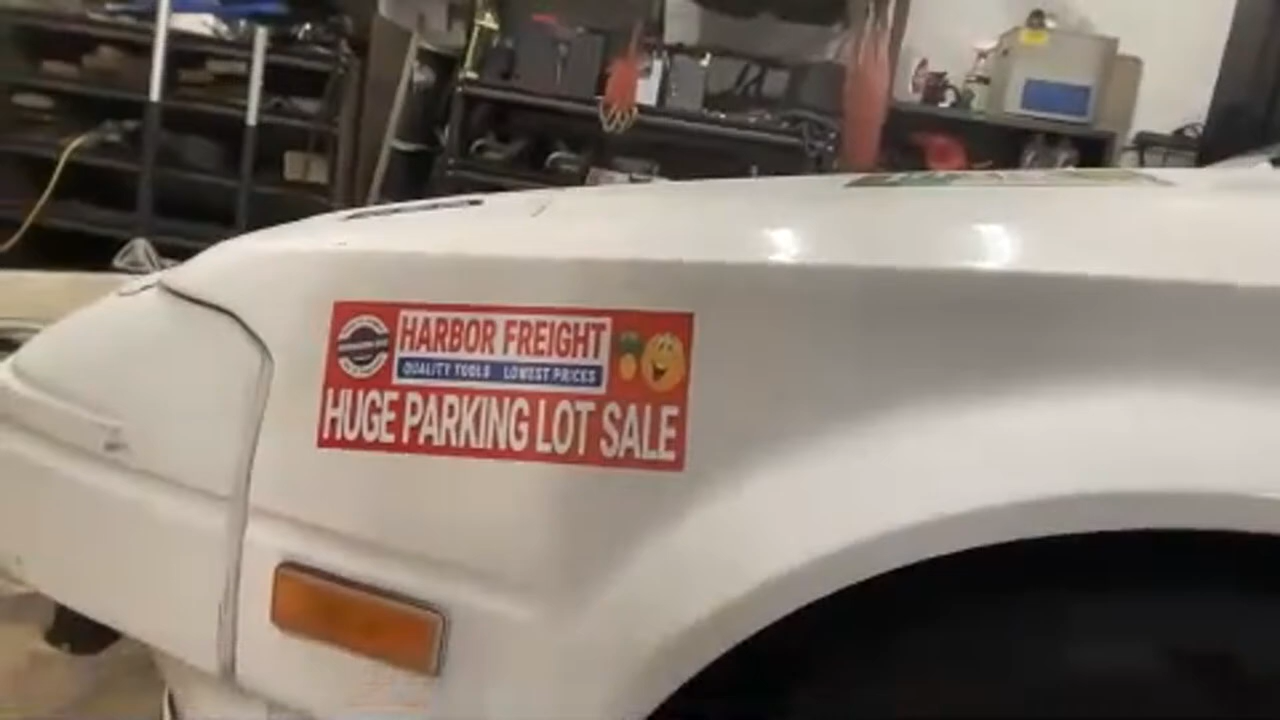 HARBOR FREIGHT
QUALITY TOOLS LOWEST PRICES
HUGE PARKING LOT SALE